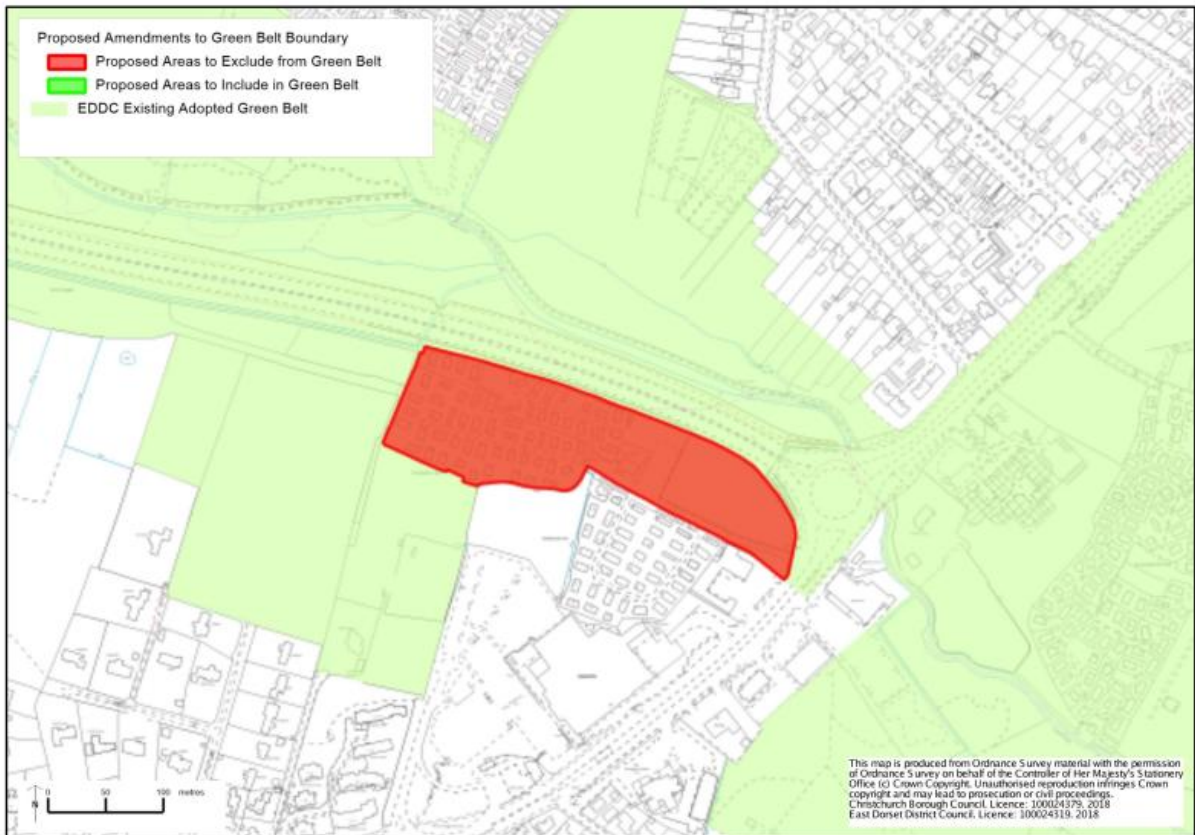 Proposed Amendments to Green Belt Boundary
Proposed Areas to Exclude from Green Belt
Proposed Areas to Include in Green Belt
EDDC Existing Adopted Green Belt
N
0 50 100 metres
This map is produced from Ordnance Survey material with the permission
of Ordnance Survey on behalf of the Controller of Her Majesty's Stationery
Office (c) Crown Copyright. Unauthorised reproduction infringes Crown
copyright and may lead to prosecution or civil proceedings.
Christchurch Borough Council. Licence: 100024379. 2018
East Dorset District Council. Licence: 100024319. 2018